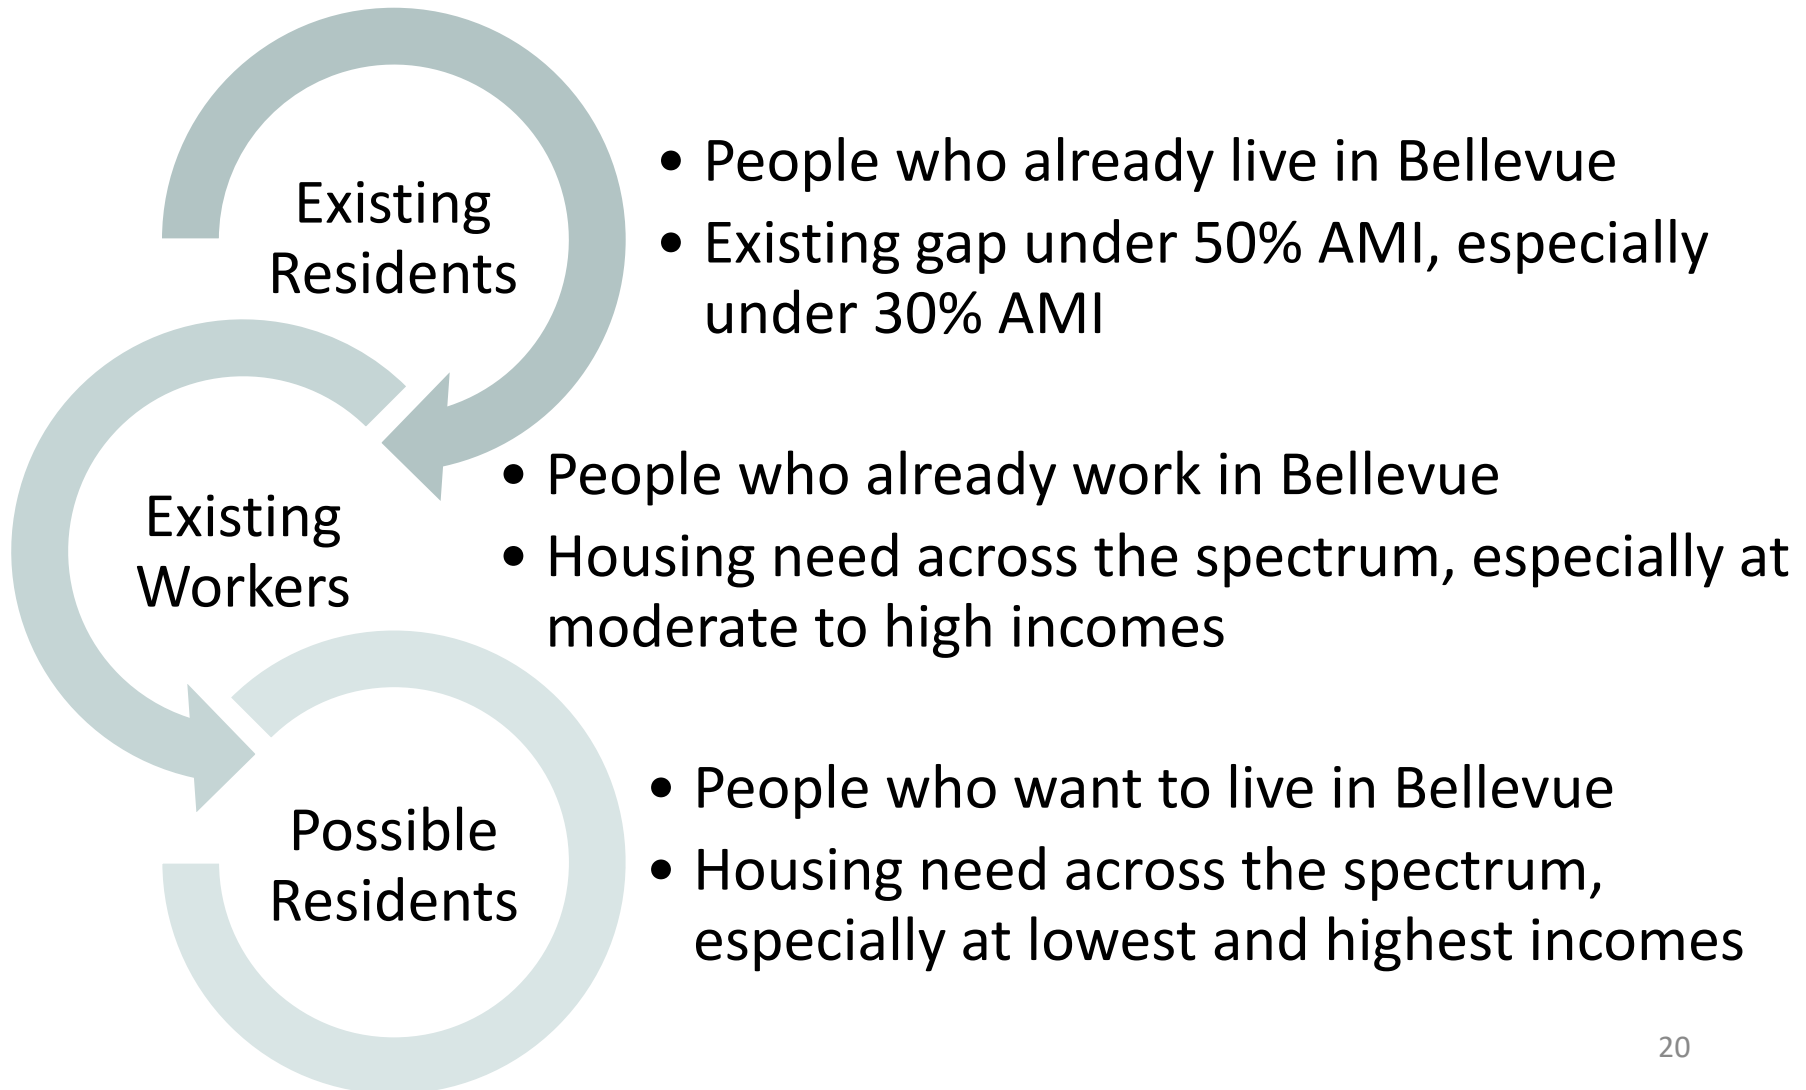 Existing
Residents
• People who already live in Bellevue
• Existing gap under 50% AMI, especially
under 30% AMI
Existing
Workers
• People who already work in Bellevue
• Housing need across the spectrum, especially at
moderate to high incomes
Possible
Residents
• People who want to live in Bellevue
• Housing need across the spectrum,
especially at lowest and highest incomes
20